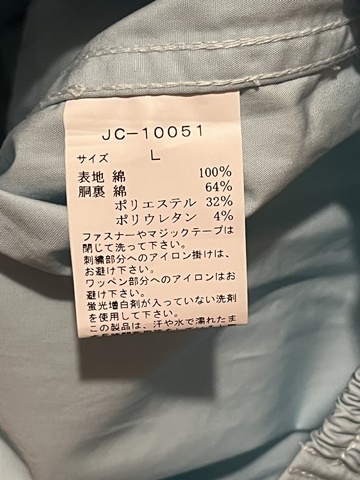 JC-10051
サイズ L
表地 綿 100%
胴裏 綿 64%
ポリエステル 32%
ポリウレタン 4%
ファスナーやマジックテープは
閉じて洗って下さい。
刺繍部分へのアイロン掛けは、
お避け下さい。
ワッペン部分へのアイロンはお
避け下さい。
蛍光増白剤が入っていない洗剤
を使用して下さい。
この製品は、汗や水で濡れたま